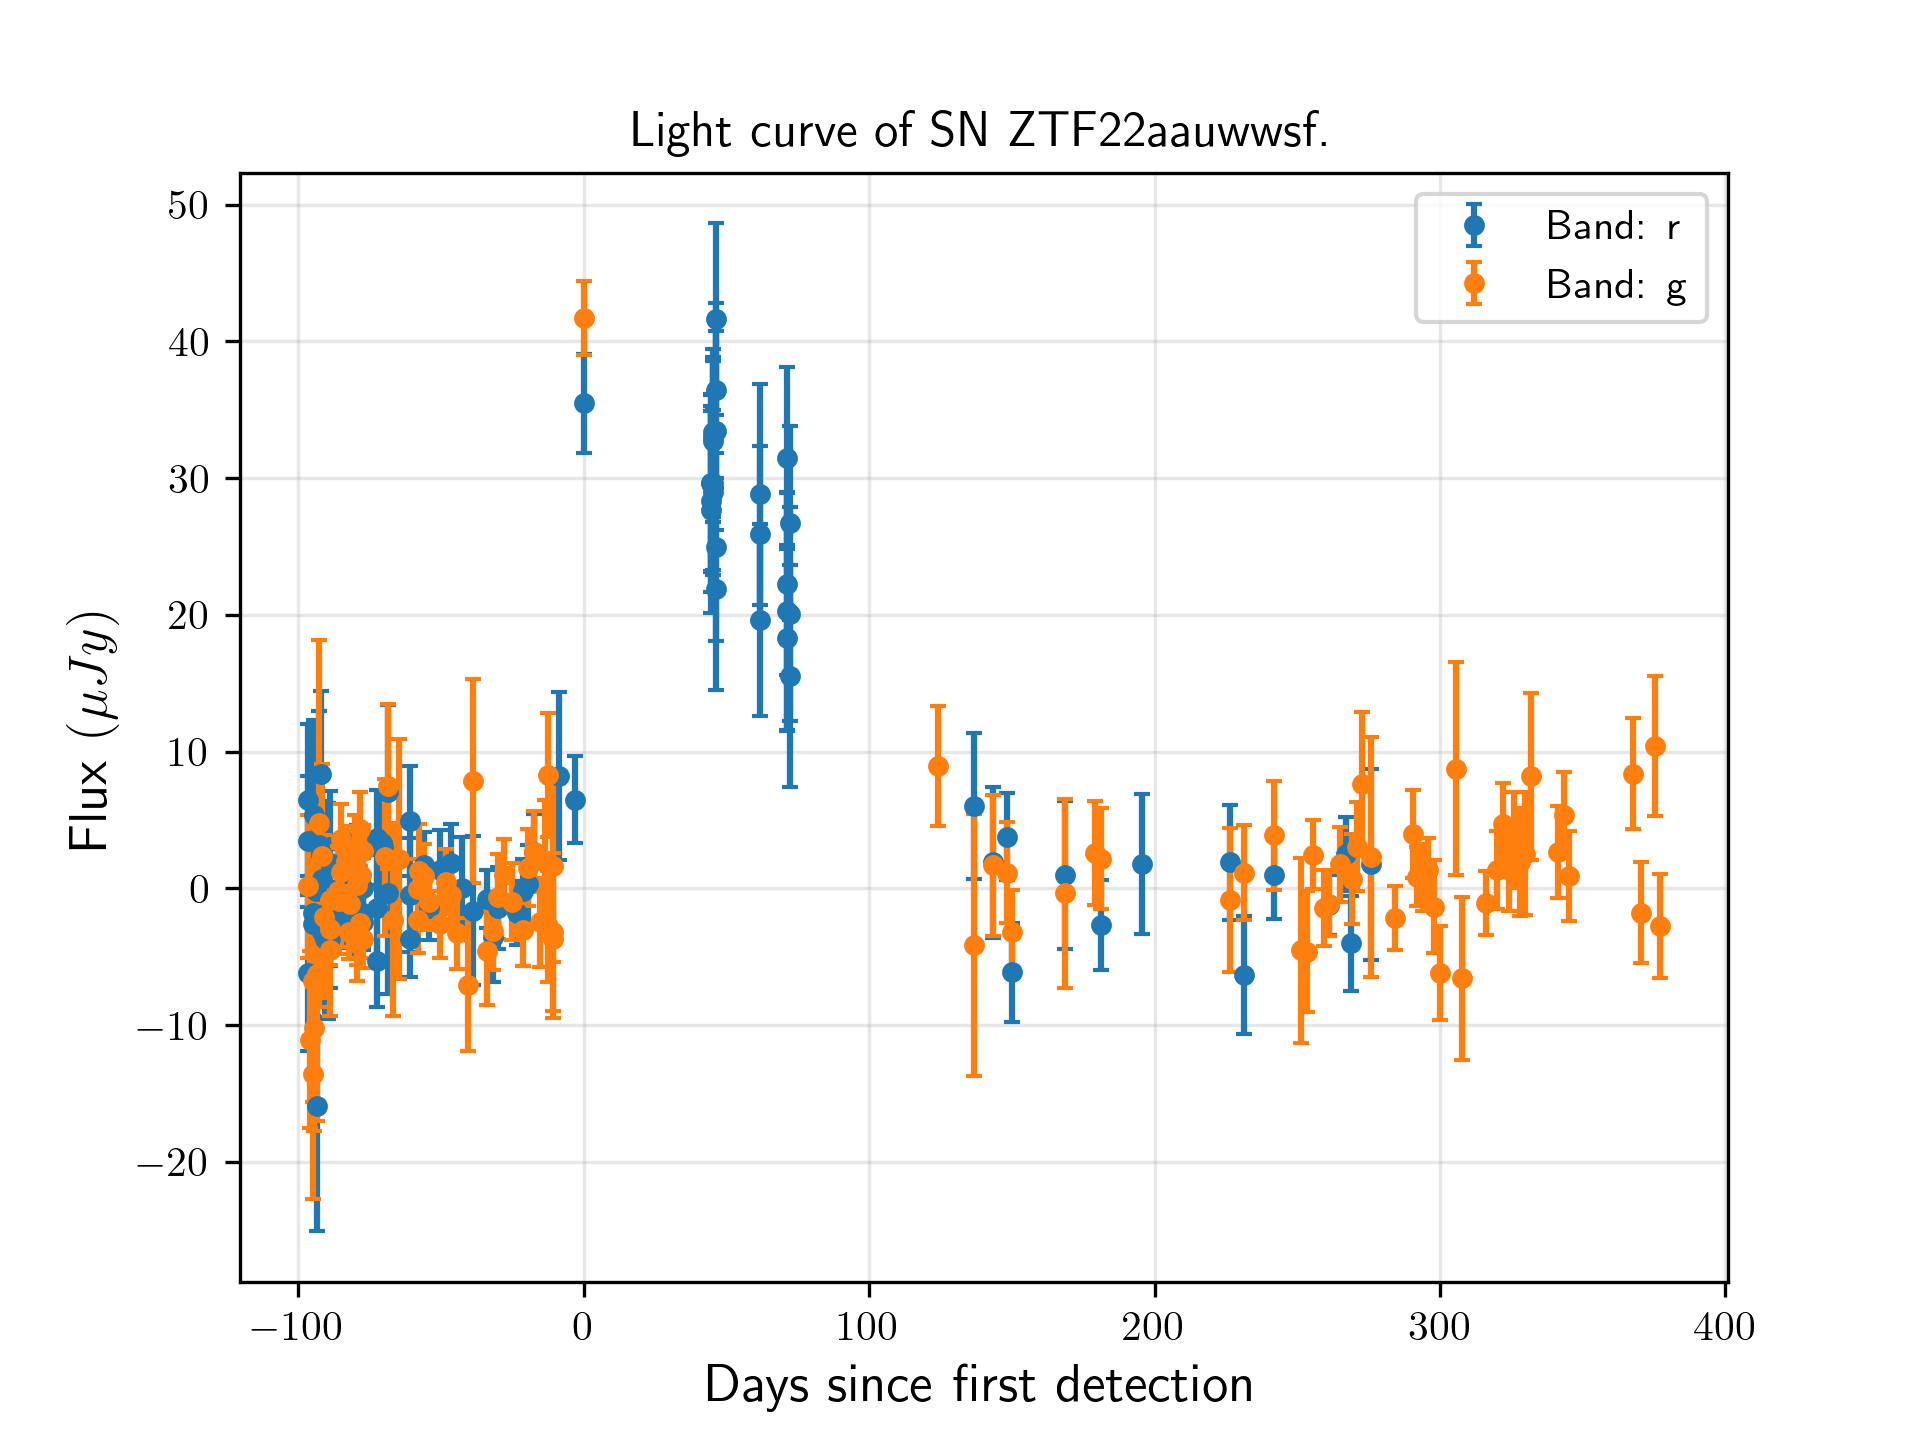 Light curve of SN ZTF22aauwwsf.
Band: r
Band: g
50
40
30
20
10
0
−10
−20
Flux (μJy)
−100 0 100 200 300 400
Days since first detection